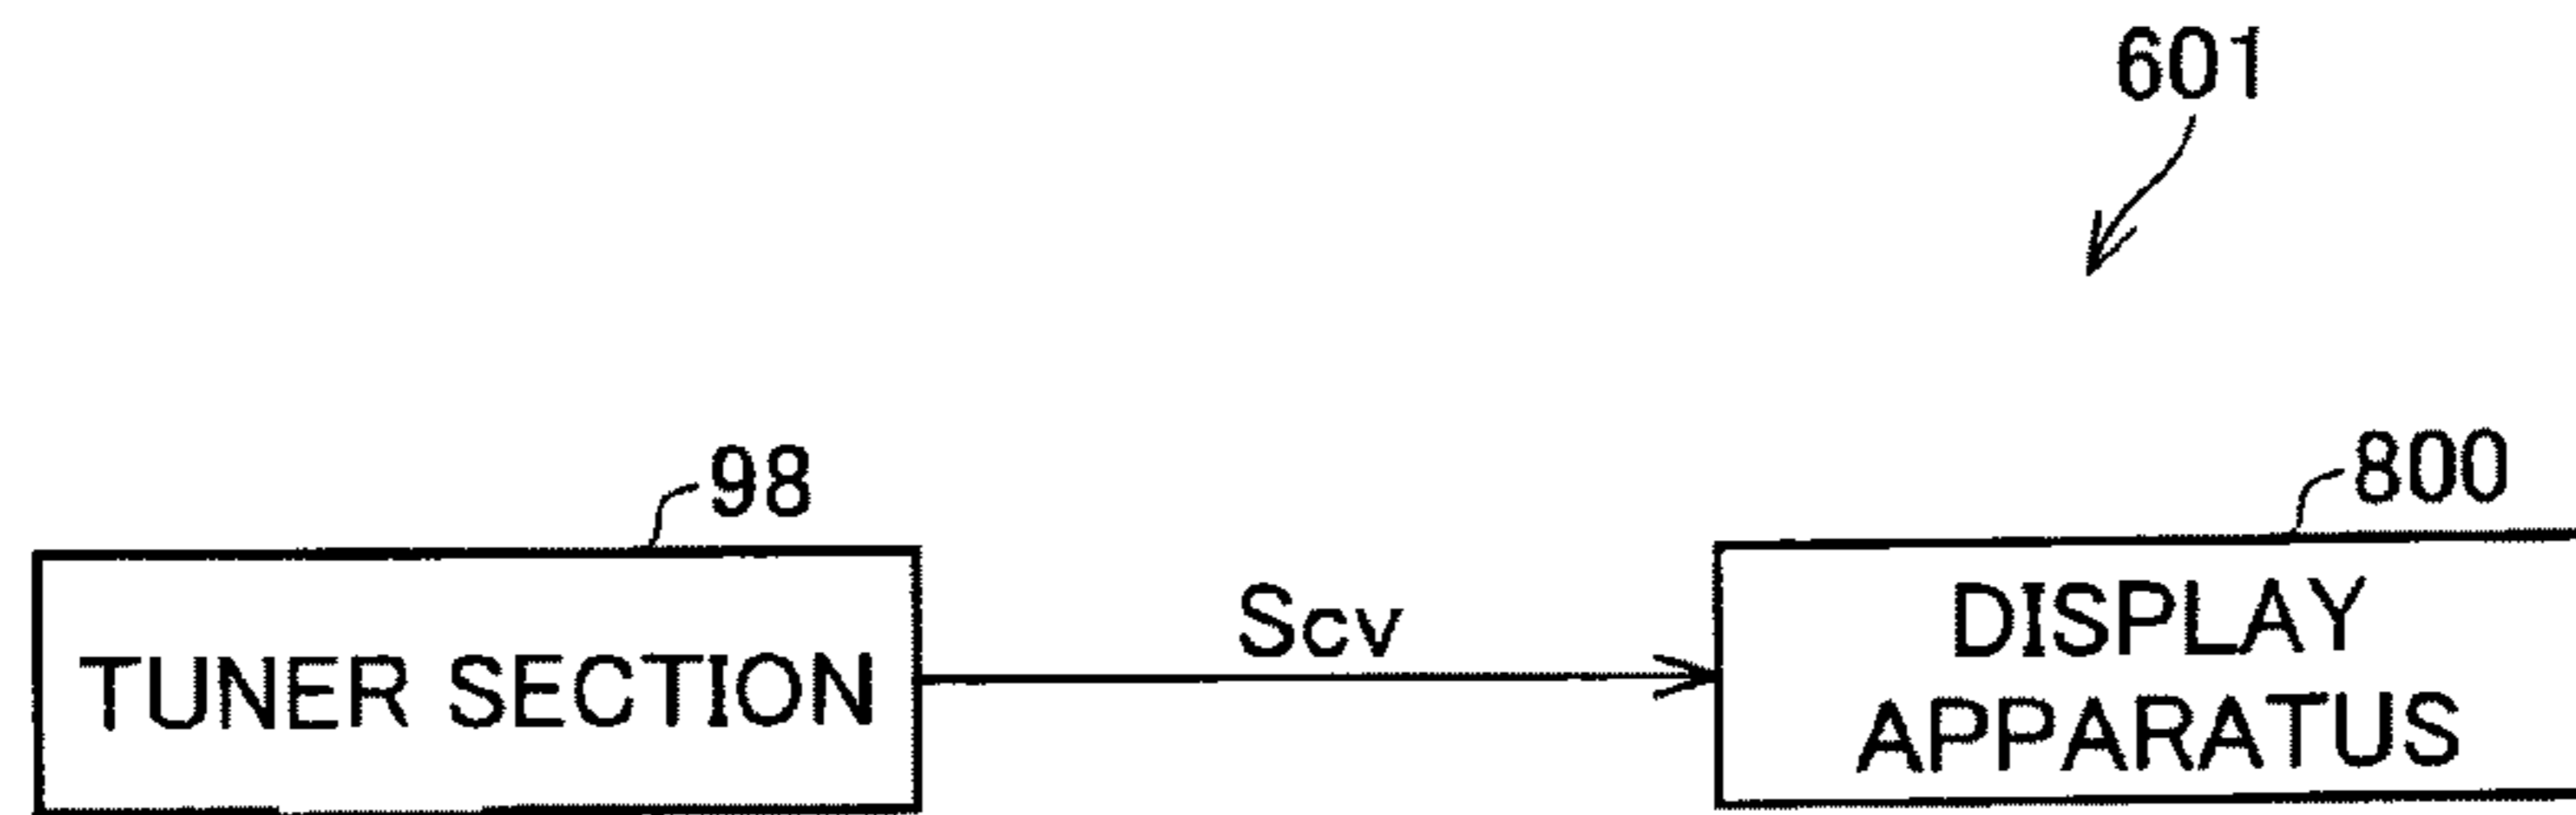 601
98
800
TUNER SECTION
Scv
DISPLAY
APPARATUS